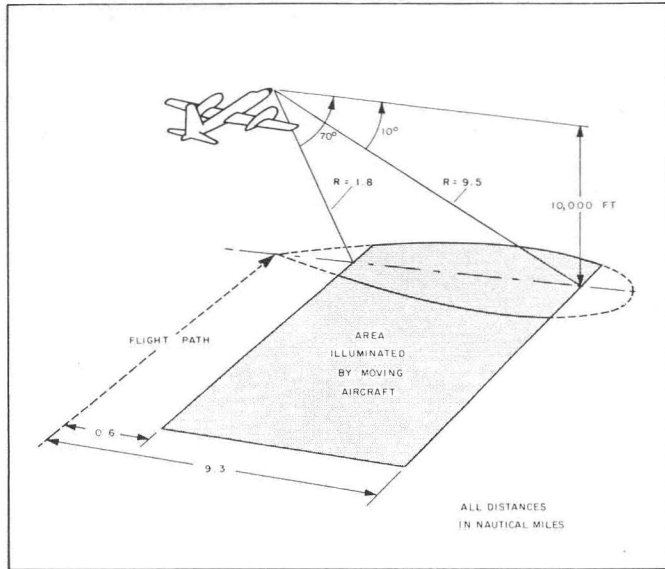 70°
10°
R = 1.8
R = 9.5
10,000 FT
FLIGHT PATH
AREA
ILLUMINATED
BY MOVING
AIRCRAFT
0.6
9.3
ALL DISTANCES
IN NAUTICAL MILES